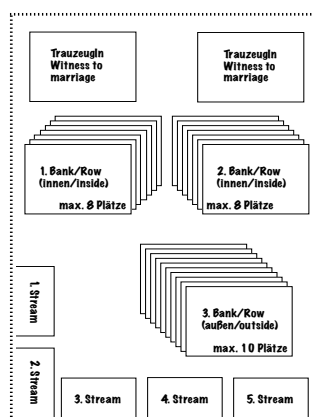 TrauzeugIn
Witness to
marriage
TrauzeugIn
Witness to
marriage
1. Bank/Row
(innen/inside)
max. 8 Plätze
2. Bank/Row
(innen/inside)
max. 8 Plätze
3. Bank/Row
(außen/outside)
max. 10 Plätze
1. Stream
2. Stream
3. Stream
4. Stream
5. Stream